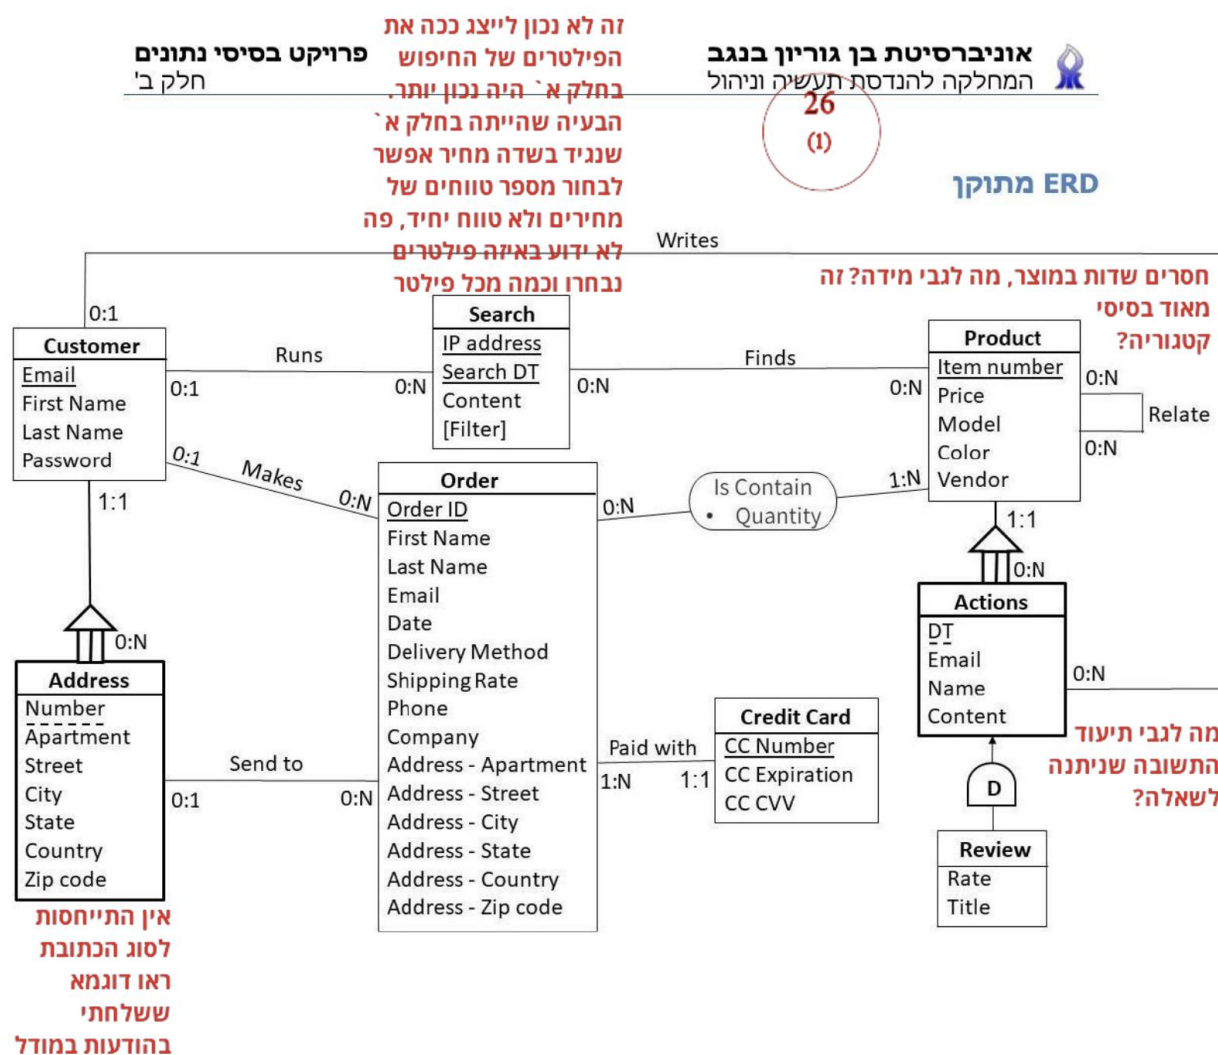 אוניברסיטת בן גוריון בנגב
המחלקה להנדסת תעשיה וניהול
פרויקט בסיסי נתונים
חלק ב'
זה לא נכון לייצג ככה את
הפילטרים של החיפוש
בחלק א` היה נכון יותר.
הבעיה שהייתה בחלק א`
שנגיד בשדה מחיר אפשר
לבחור מספר טווחים של
מחירים ולא טווח יחיד, פה
לא ידוע באיזה פילטרים
נבחרו וכמה מכל פילטר
26
(1)
ERD מתוקן
Writes
חסרים שדות במוצר, מה לגבי מידה? זה
מאוד בסיסי
קטגוריה?
0:1
Customer
Email
First Name
Last Name
Password
0:1
Runs
0:N
Search
IP address
Search DT
Content
[Filter]
0:N
Finds
0:N
Product
Item number
Price
Model
Color
Vendor
0:N
Relate
0:N
0:1
Makes
0:N
Order
Order ID
First Name
Last Name
Email
Date
Delivery Method
Shipping Rate
Phone
Company
Address - Apartment
Address - Street
Address - City
Address - State
Address - Country
Address - Zip code
0:N
Is Contain
• Quantity
1:N
1:1
1:1
0:N
Actions
DT
Email
Name
Content
0:N
0:N
Address
Number
Apartment
Street
City
State
Country
Zip code
0:1
Send to
0:N
1:N
Paid with
1:1
Credit Card
CC Number
CC Expiration
CC CVV
מה לגבי תיעוד
התשובה שניתנה
לשאלה?
D
Review
Rate
Title
אין התייחסות
לסוג הכתובת
ראו דוגמא
ששלחתי
בהודעות במודל